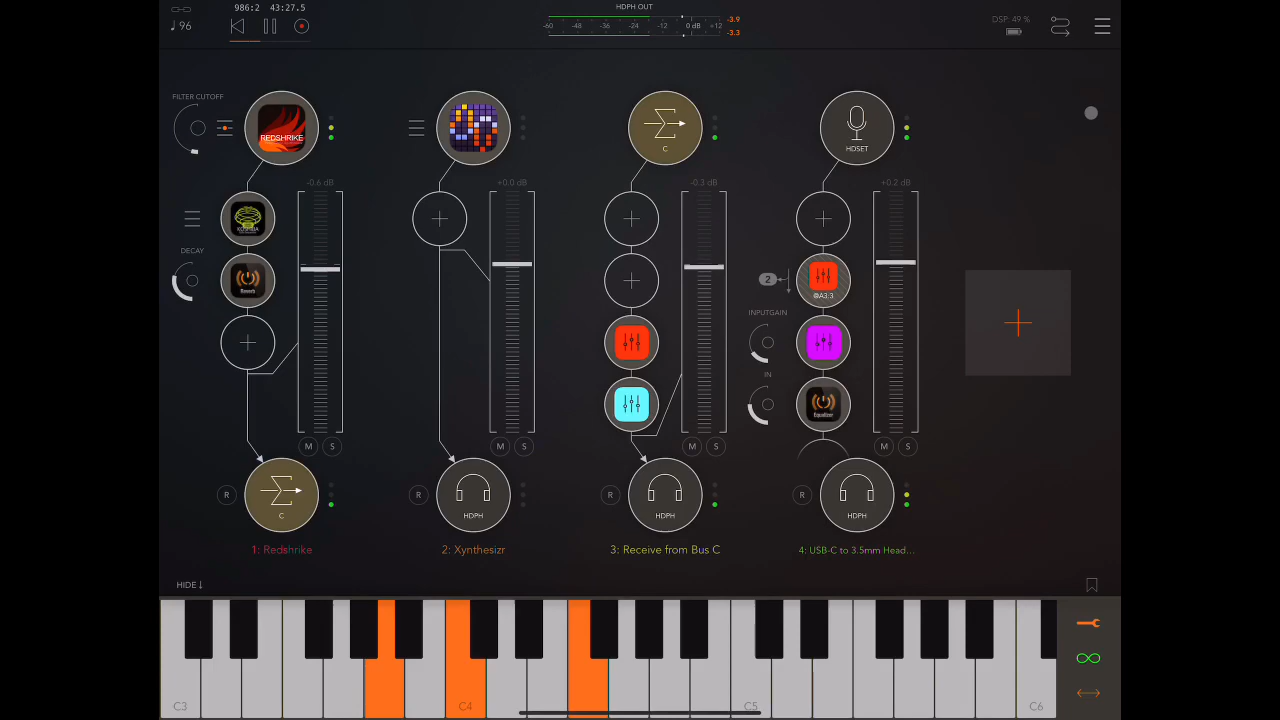 986:2 43:27.5
96
HDPH OUT
-60 -48 -36 -24 -12 0 dB +12
-3.9
-3.3
DSP: 49 %
FILTER CUTOFF
REDSHRIKE
C
HDSET
-0.6 dB
+0.0 dB
-0.3 dB
+0.2 dB
KOSHIBA
DECAY
Reverb
2
@A3:3
INPUTGAIN
IN
Equalizer
M S
M S
M S
M S
R
C
R
HDPH
R
HDPH
R
HDPH
1: Redshrike
2: Xynthesizr
3: Receive from Bus C
4: USB-C to 3.5mm Head...
HIDE↓
C3
C4
C5
C6